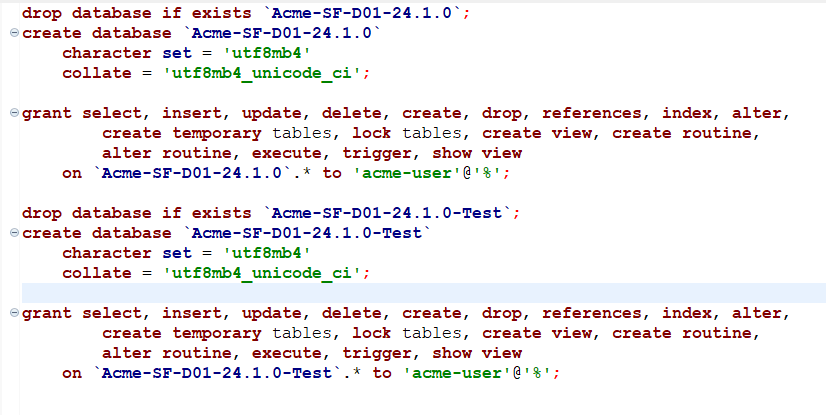 drop database if exists `Acme-SF-D01-24.1.0`;
create database `Acme-SF-D01-24.1.0`
    character set = 'utf8mb4'
    collate = 'utf8mb4_unicode_ci';

grant select, insert, update, delete, create, drop, references, index, alter,
        create temporary tables, lock tables, create view, create routine,
        alter routine, execute, trigger, show view
    on `Acme-SF-D01-24.1.0`.* to 'acme-user'@'%';

drop database if exists `Acme-SF-D01-24.1.0-Test`;
create database `Acme-SF-D01-24.1.0-Test`
    character set = 'utf8mb4'
    collate = 'utf8mb4_unicode_ci';

grant select, insert, update, delete, create, drop, references, index, alter,
        create temporary tables, lock tables, create view, create routine,
        alter routine, execute, trigger, show view
    on `Acme-SF-D01-24.1.0-Test`.* to 'acme-user'@'%';